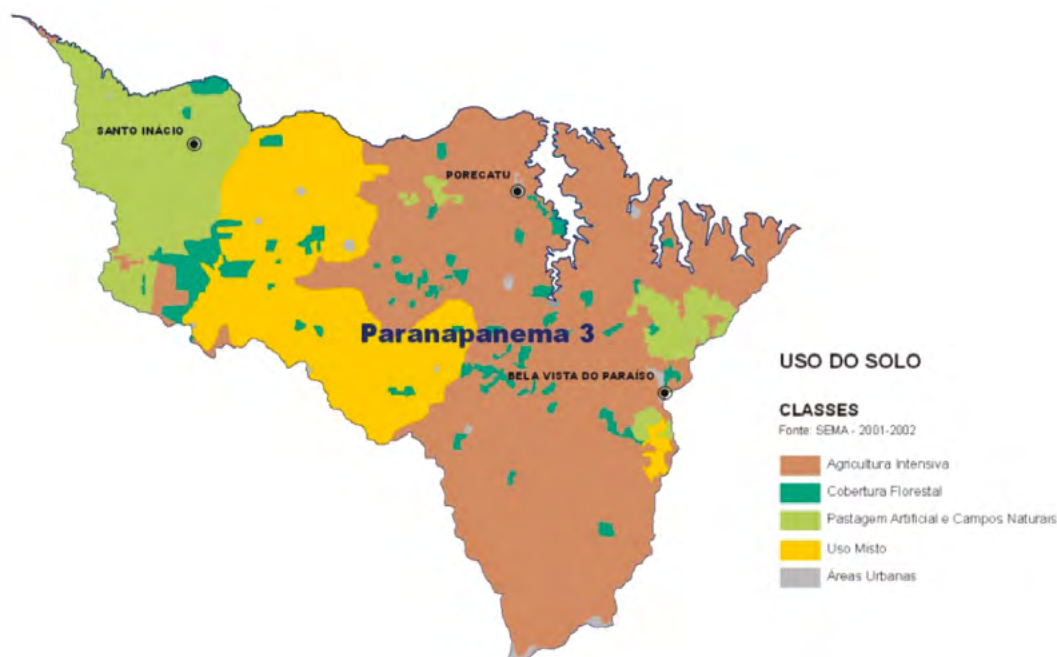 SANTO INÁCIO
PORECATU
Paranapanema 3
BELA VISTA DO PARAÍSO
USO DO SOLO
CLASSES
Fonte: SEMA - 2001-2002
Agricultura Intensiva
Cobertura Florestal
Pastagem Artificial e Campos Naturais
Uso Misto
Áreas Urbanas